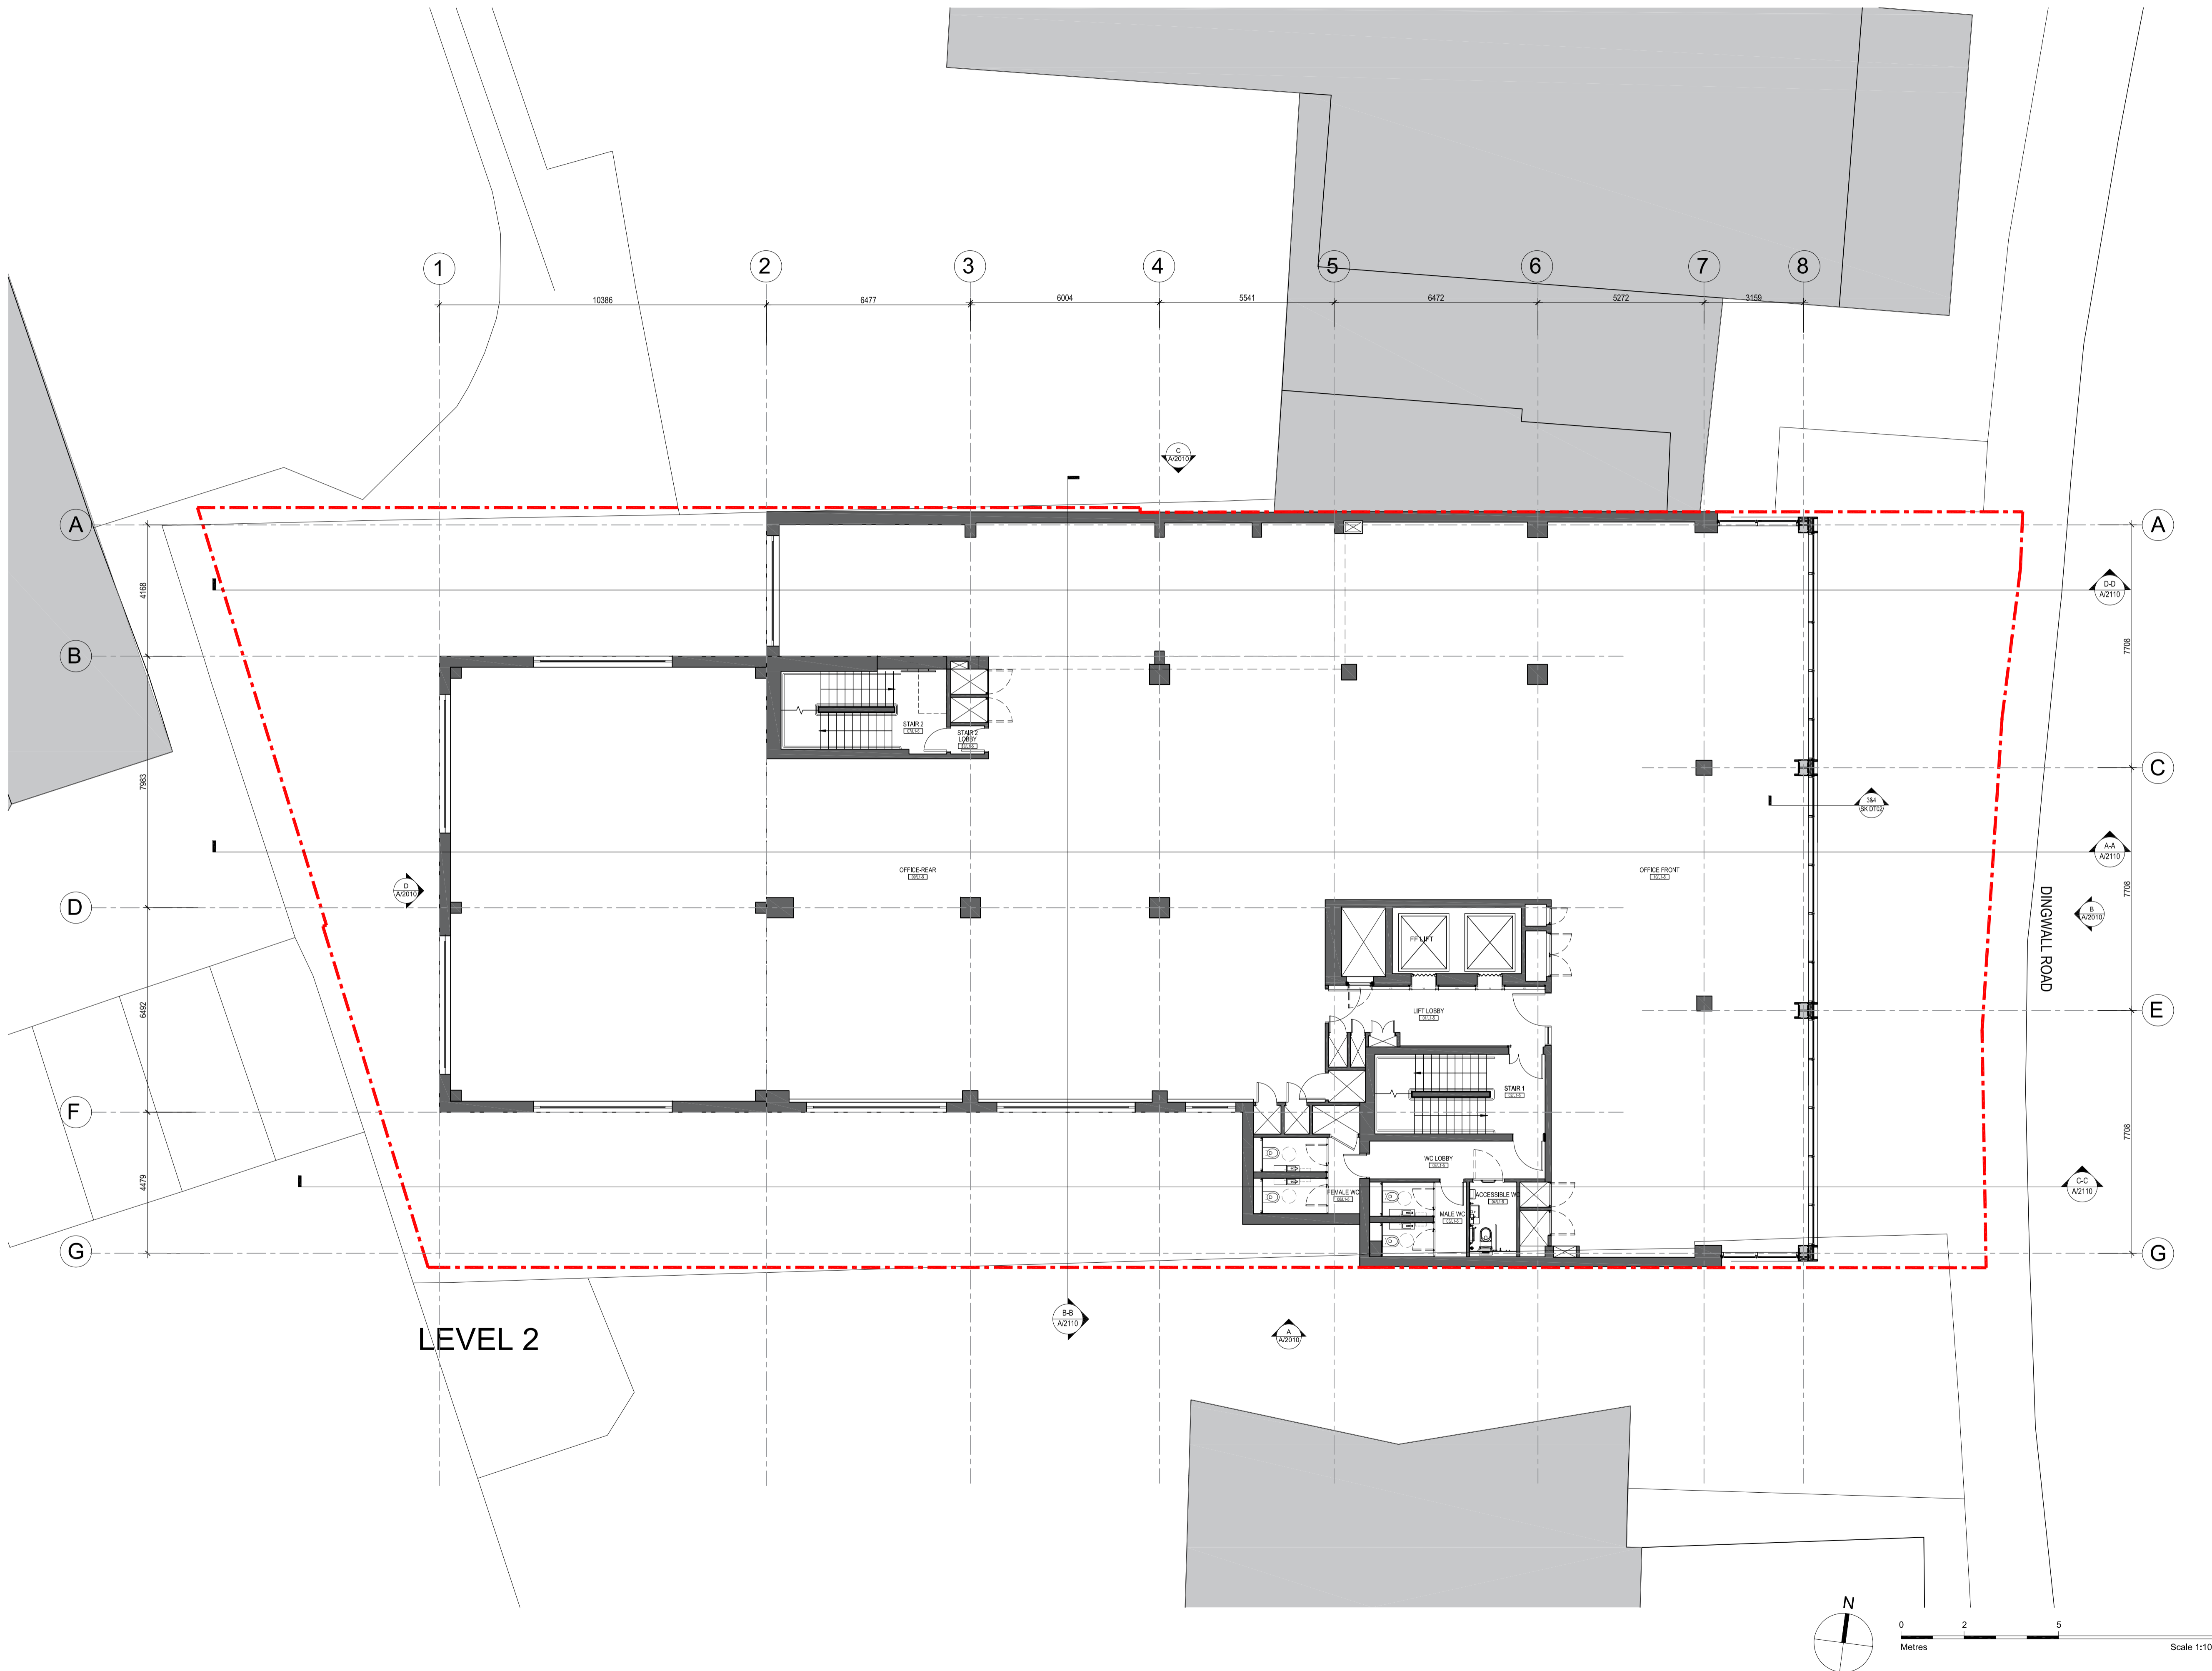 1
2
3
4
5
6
7
8
10386
6477
6004
5541
6472
5272
3159
C
A/2010
A
A
D-D
A/2110
4168
7708
B
STAIR 2
STAIR 2
LOBBY
C
7983
3&4
SK DT02
A-A
A/2110
OFFICE-REAR
OFFICE FRONT
D
A/2010
7708
D
B
A/2010
DINGWALL ROAD
FF LIFT
6492
LIFT LOBBY
E
STAIR 1
F
7708
WC LOBBY
4479
FEMALE WC
ACCESSIBLE WC
MALE WC
C-C
A/2110
G
G
B-B
A/2110
A
A/2010
LEVEL 2
N
0
2
5
Metres
Scale 1:10